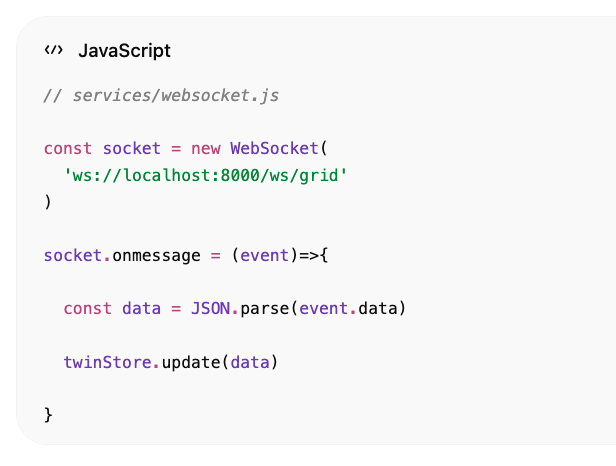 JavaScript
// services/websocket.js
const socket = new WebSocket(
'ws://localhost:8000/ws/grid'
)
socket.onmessage = (event)=>{
const data = JSON.parse(event.data)
twinStore.update(data)
}